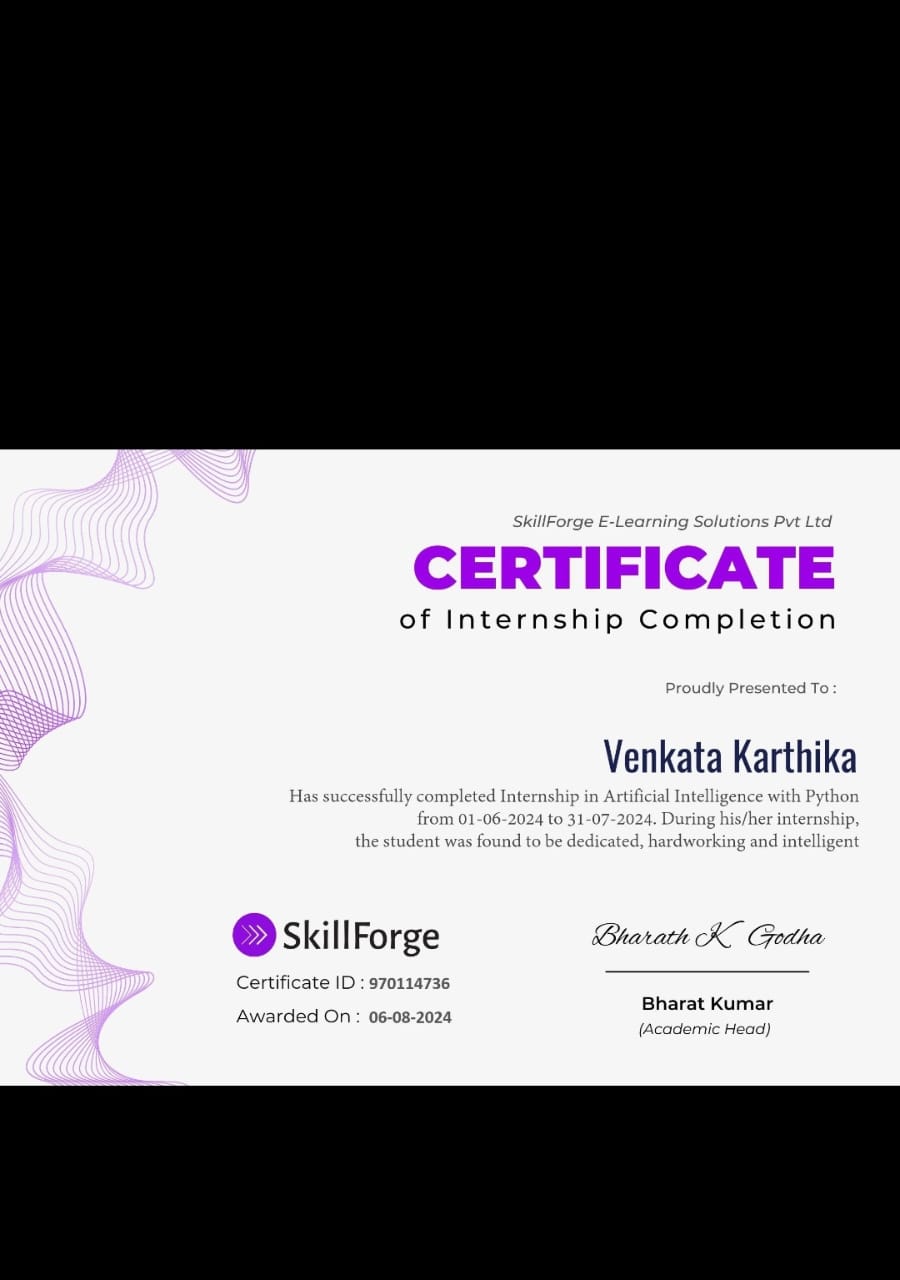 SkillForge E-Learning Solutions Pvt Ltd
CERTIFICATE
of Internship Completion
Proudly Presented To :
Venkata Karthika
Has successfully completed Internship in Artificial Intelligence with Python
from 01-06-2024 to 31-07-2024. During his/her internship,
the student was found to be dedicated, hardworking and intelligent
SkillForge
Certificate ID : 970114736
Awarded On : 06-08-2024
Bharath K Godha
Bharat Kumar
(Academic Head)